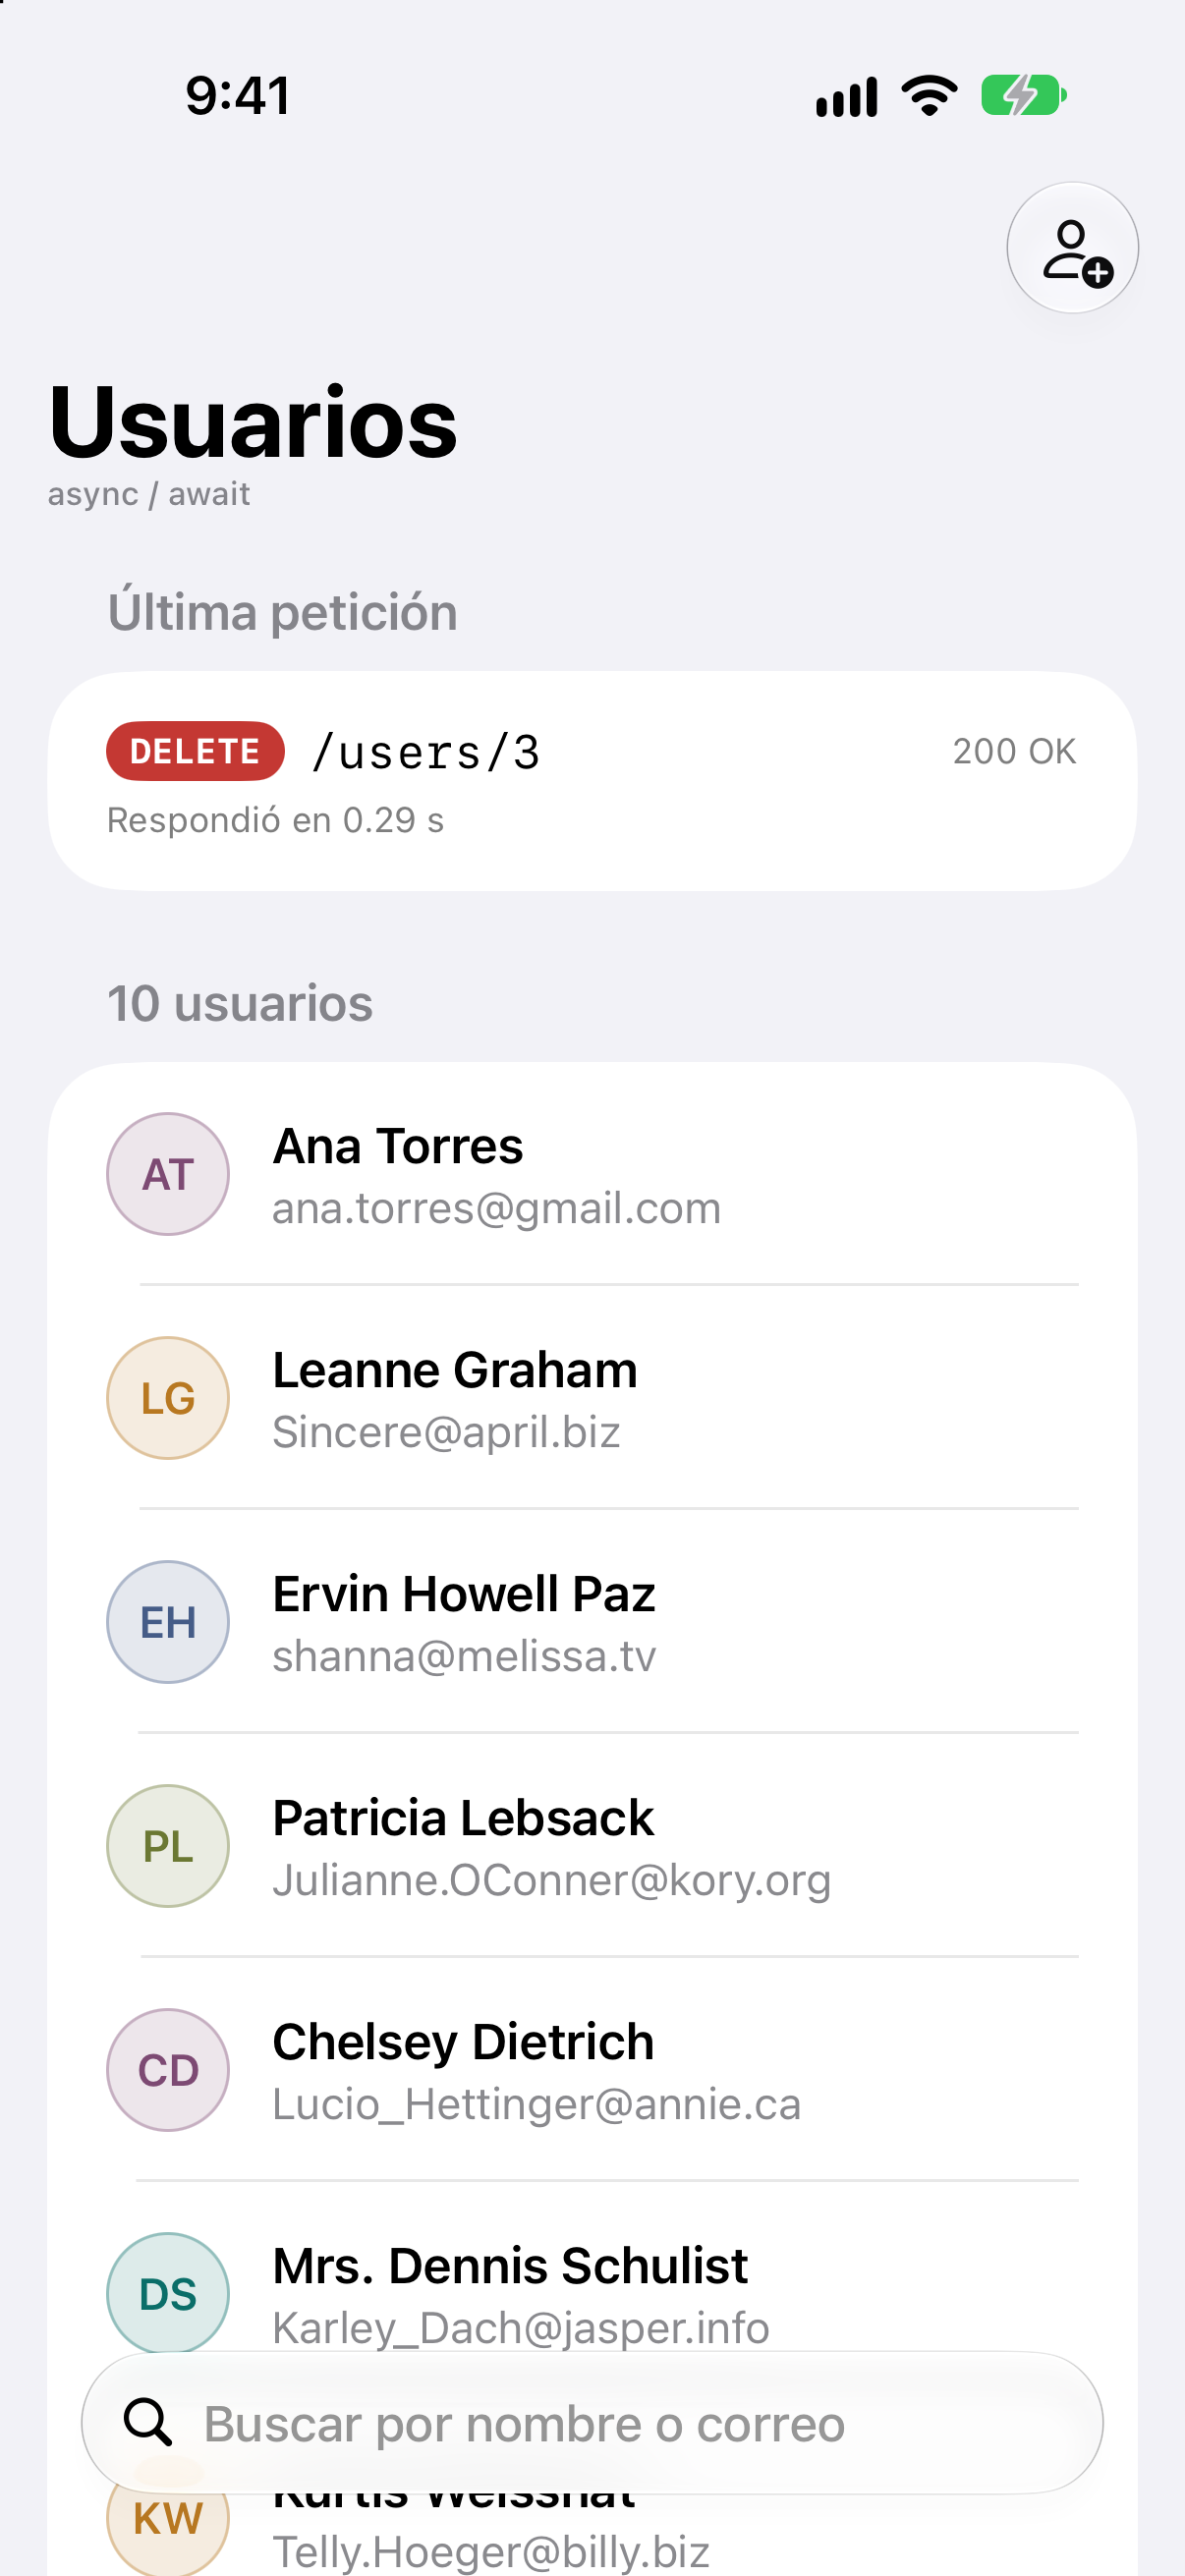 9:41
Usuarios
async / await
Última petición
DELETE /users/3 200 OK
Respondió en 0.29 s
10 usuarios
AT
Ana Torres
ana.torres@gmail.com
LG
Leanne Graham
Sincere@april.biz
EH
Ervin Howell Paz
shanna@melissa.tv
PL
Patricia Lebsack
Julianne.OConner@kory.org
CD
Chelsey Dietrich
Lucio_Hettinger@annie.ca
DS
Mrs. Dennis Schulist
Karley_Dach@jasper.info
Buscar por nombre o correo
KW
Kurtis Weissnat
Telly.Hoeger@billy.biz